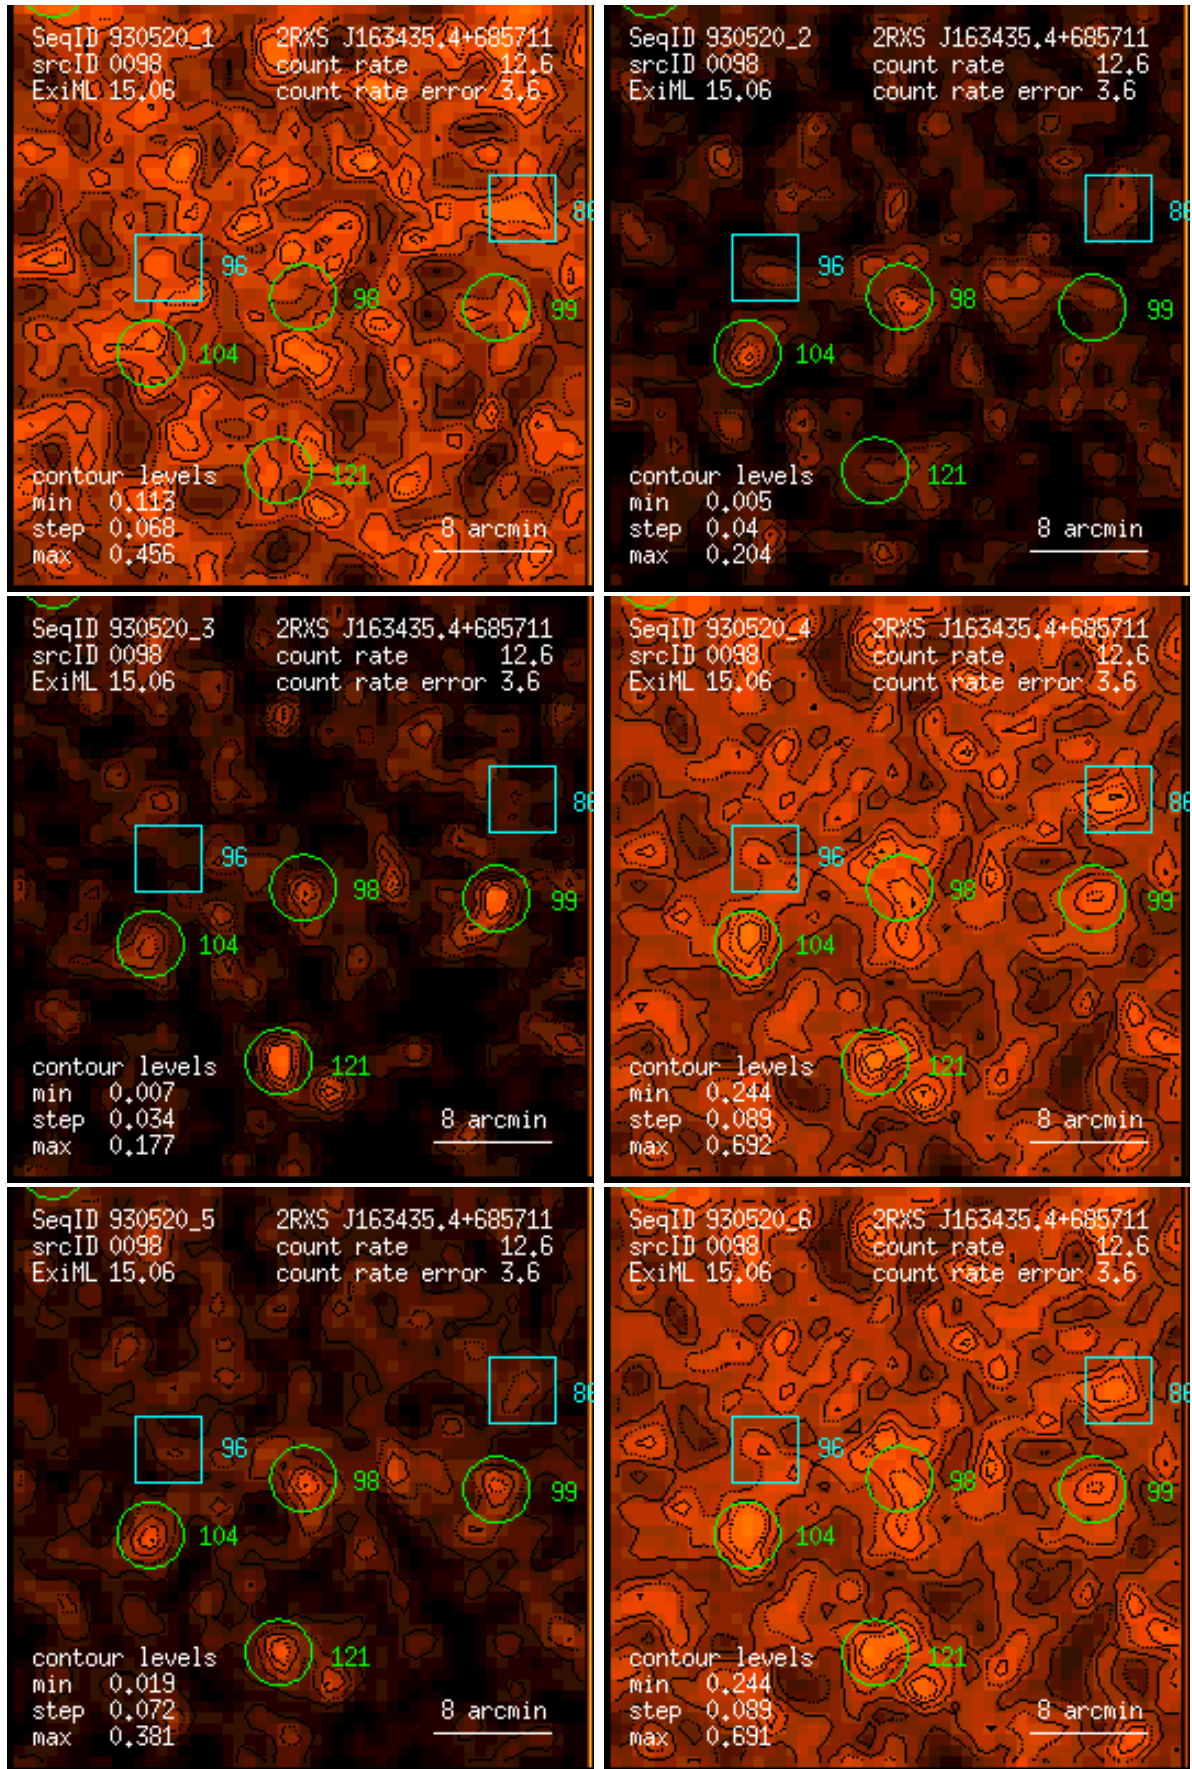 SeqID 930520_1 2RXS J163435.4+685711
srcID 0098 count rate 12.6
ExiML 15.06 count rate error 3.6
86
96
98
99
104
121
contour levels
min 0.113
step 0.068
max 0.456
8 arcmin
SeqID 930520_2 2RXS J163435.4+685711
srcID 0098 count rate 12.6
ExiML 15.06 count rate error 3.6
86
96
98
99
104
121
contour levels
min 0.005
step 0.04
max 0.204
8 arcmin
SeqID 930520_3 2RXS J163435.4+685711
srcID 0098 count rate 12.6
ExiML 15.06 count rate error 3.6
86
96
98
99
104
121
contour levels
min 0.007
step 0.034
max 0.177
8 arcmin
SeqID 930520_4 2RXS J163435.4+685711
srcID 0098 count rate 12.6
ExiML 15.06 count rate error 3.6
86
96
98
99
104
121
contour levels
min 0.244
step 0.089
max 0.692
8 arcmin
SeqID 930520_5 2RXS J163435.4+685711
srcID 0098 count rate 12.6
ExiML 15.06 count rate error 3.6
86
96
98
99
104
121
contour levels
min 0.019
step 0.072
max 0.381
8 arcmin
SeqID 930520_6 2RXS J163435.4+685711
srcID 0098 count rate 12.6
ExiML 15.06 count rate error 3.6
86
96
98
99
104
121
contour levels
min 0.244
step 0.089
max 0.691
8 arcmin